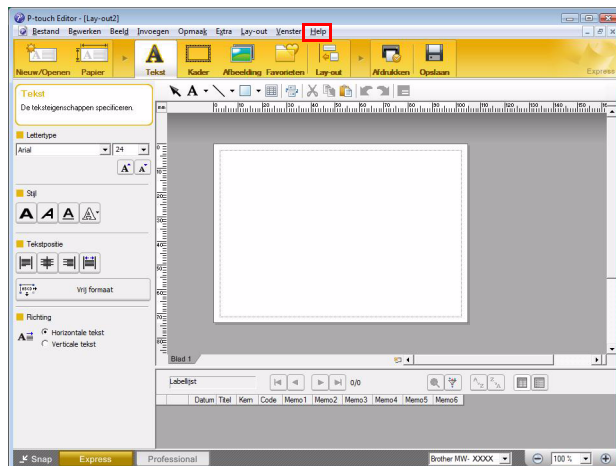 P-touch Editor - [Lay-out2]
Bestand Bewerken Beeld Invoegen Opmaak Extra Lay-out Venster Help
Nieuw/Openen Papier Tekst Kader Afbeelding Favorieten Lay-out Afdrukken Opslaan Express
Tekst
De teksteigenschappen specificeren.
Lettertype
Arial 24
A A
Stijl
A A A A
Tekstpositie
Vrij formaat
Richting
Horizontale tekst
Verticale tekst
Blad 1
Labellijst 0/0
Datum Titel Kern Code Memo1 Memo2 Memo3 Memo4 Memo5 Memo6
Snap Express Professional Brother MW- XXXX 100 %